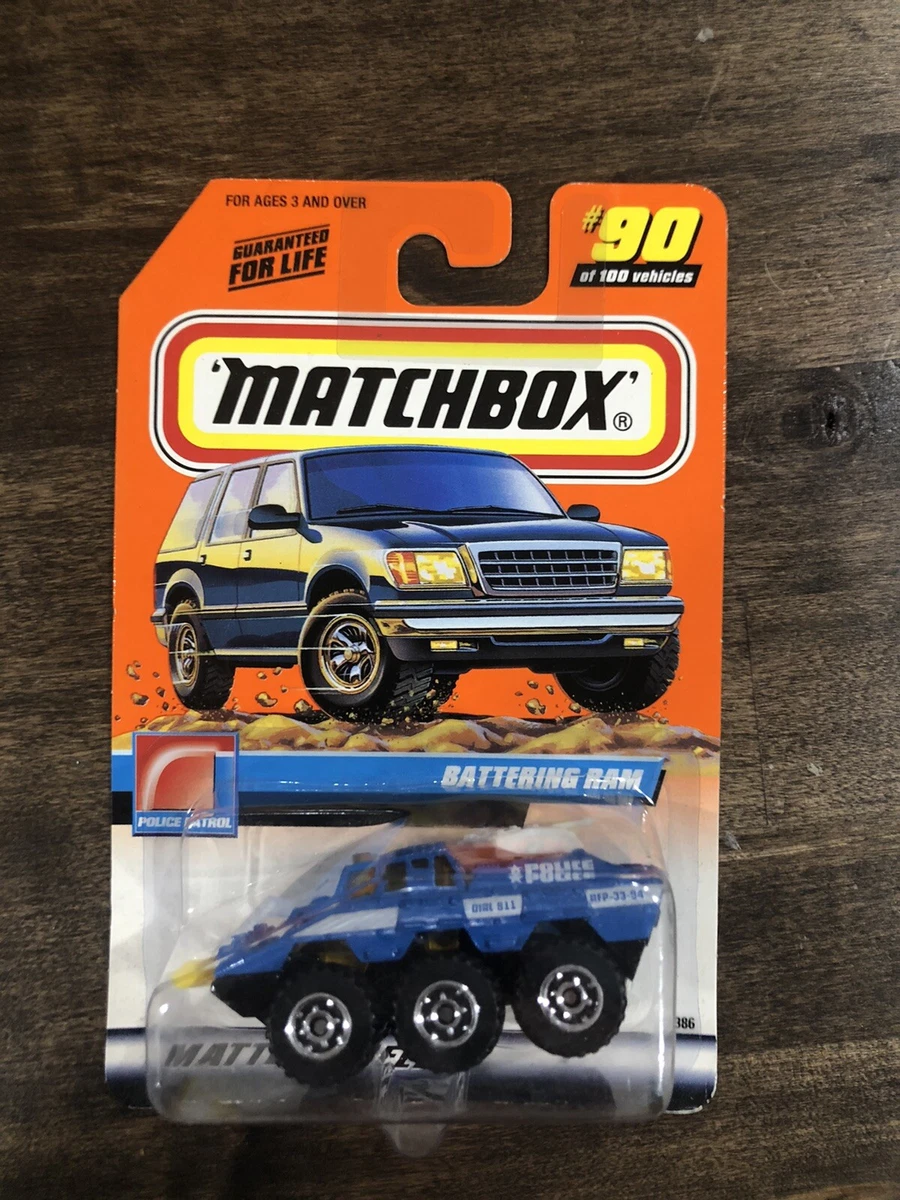 FOR AGES 3 AND OVER
GUARANTEED
FOR LIFE
#90
of 100 vehicles
'MATCHBOX'®
BATTERING RAM
POLICE PATROL
POLICE
DIAL 911
MATT